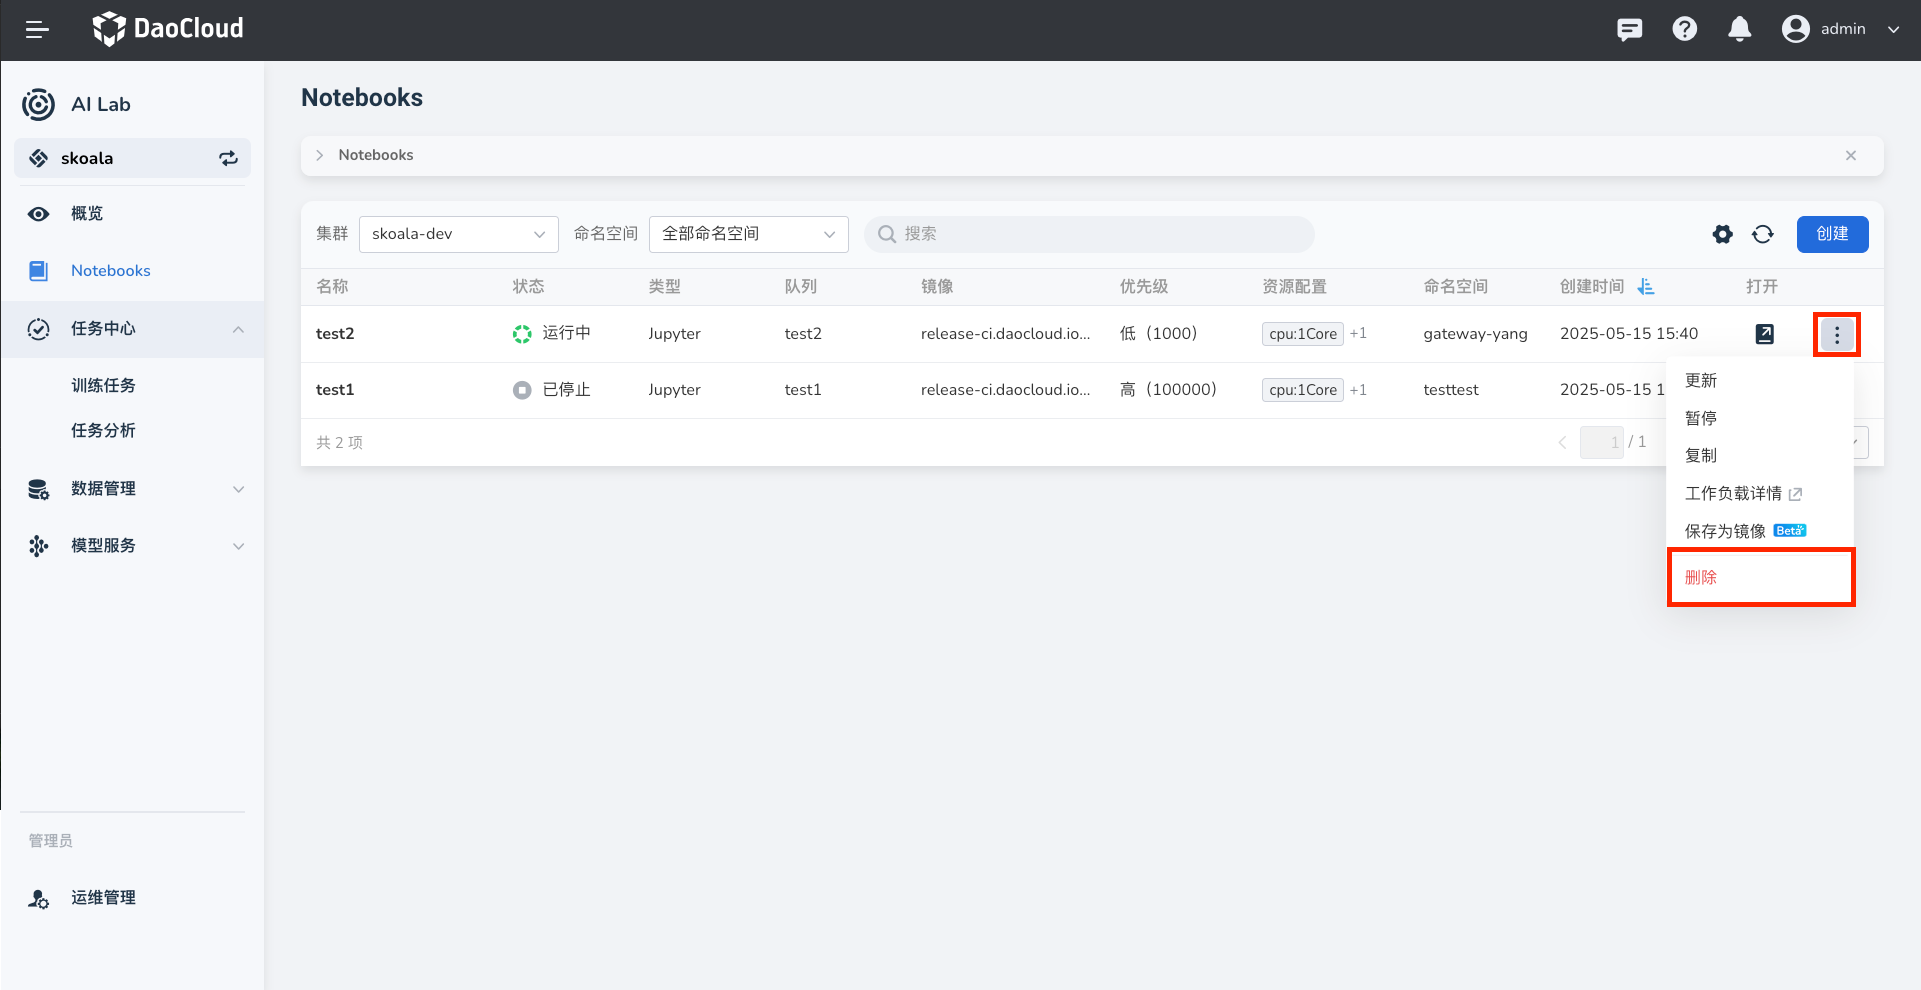 DaoCloud
admin
AI Lab
skoala
概览
Notebooks
任务中心
训练任务
任务分析
数据管理
模型服务
管理员
运维管理
Notebooks
Notebooks
集群 skoala-dev 命名空间 全部命名空间 搜索 创建
名称 状态 类型 队列 镜像 优先级 资源配置 命名空间 创建时间 打开
test2 运行中 Jupyter test2 release-ci.daocloud.io... 低（1000） cpu:1Core +1 gateway-yang 2025-05-15 15:40
test1 已停止 Jupyter test1 release-ci.daocloud.io... 高（100000） cpu:1Core +1 testtest 2025-05-15 1
共 2 项 1 / 1
更新
暂停
复制
工作负载详情
保存为镜像 Beta
删除